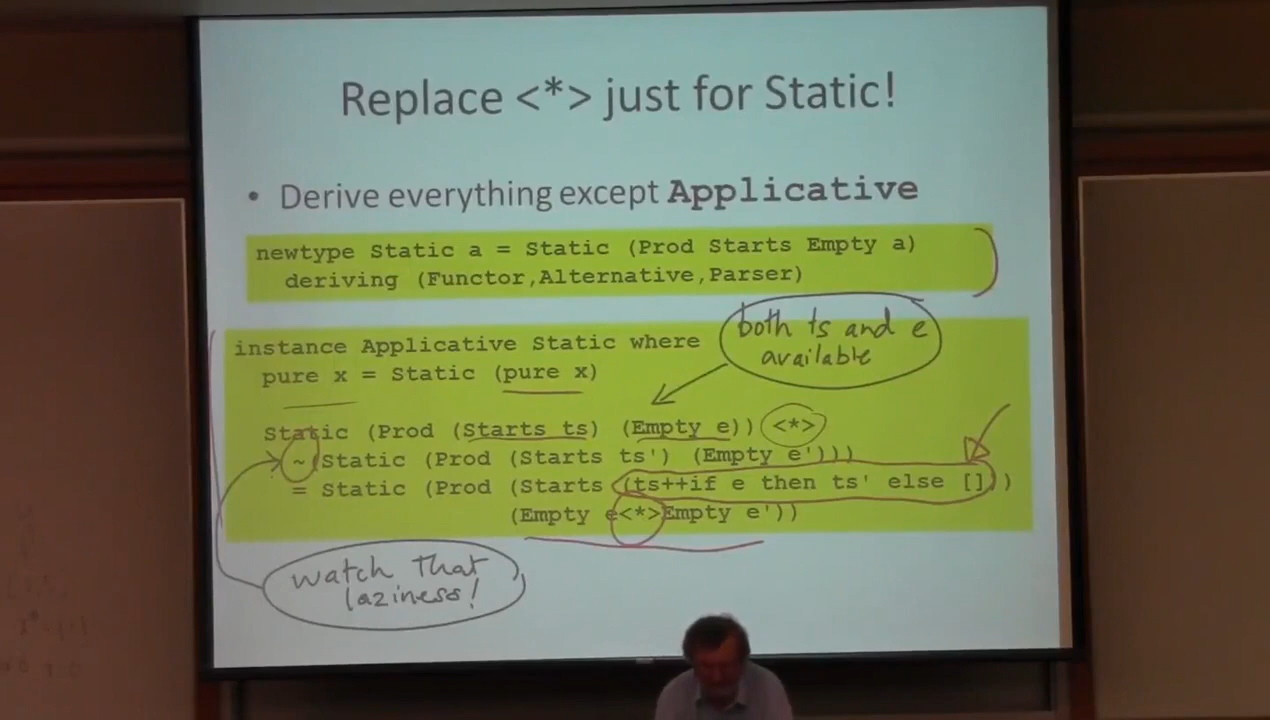 Replace <*> just for Static!
• Derive everything except Applicative
newtype Static a = Static (Prod Starts Empty a)
deriving (Functor,Alternative,Parser)
both ts and e
available
instance Applicative Static where
pure x = Static (pure x)
Static (Prod (Starts ts) (Empty e)) <*>
~(Static (Prod (Starts ts') (Empty e')))
= Static (Prod (Starts (ts++if e then ts' else []))
(Empty e<*>Empty e'))
watch that
laziness!